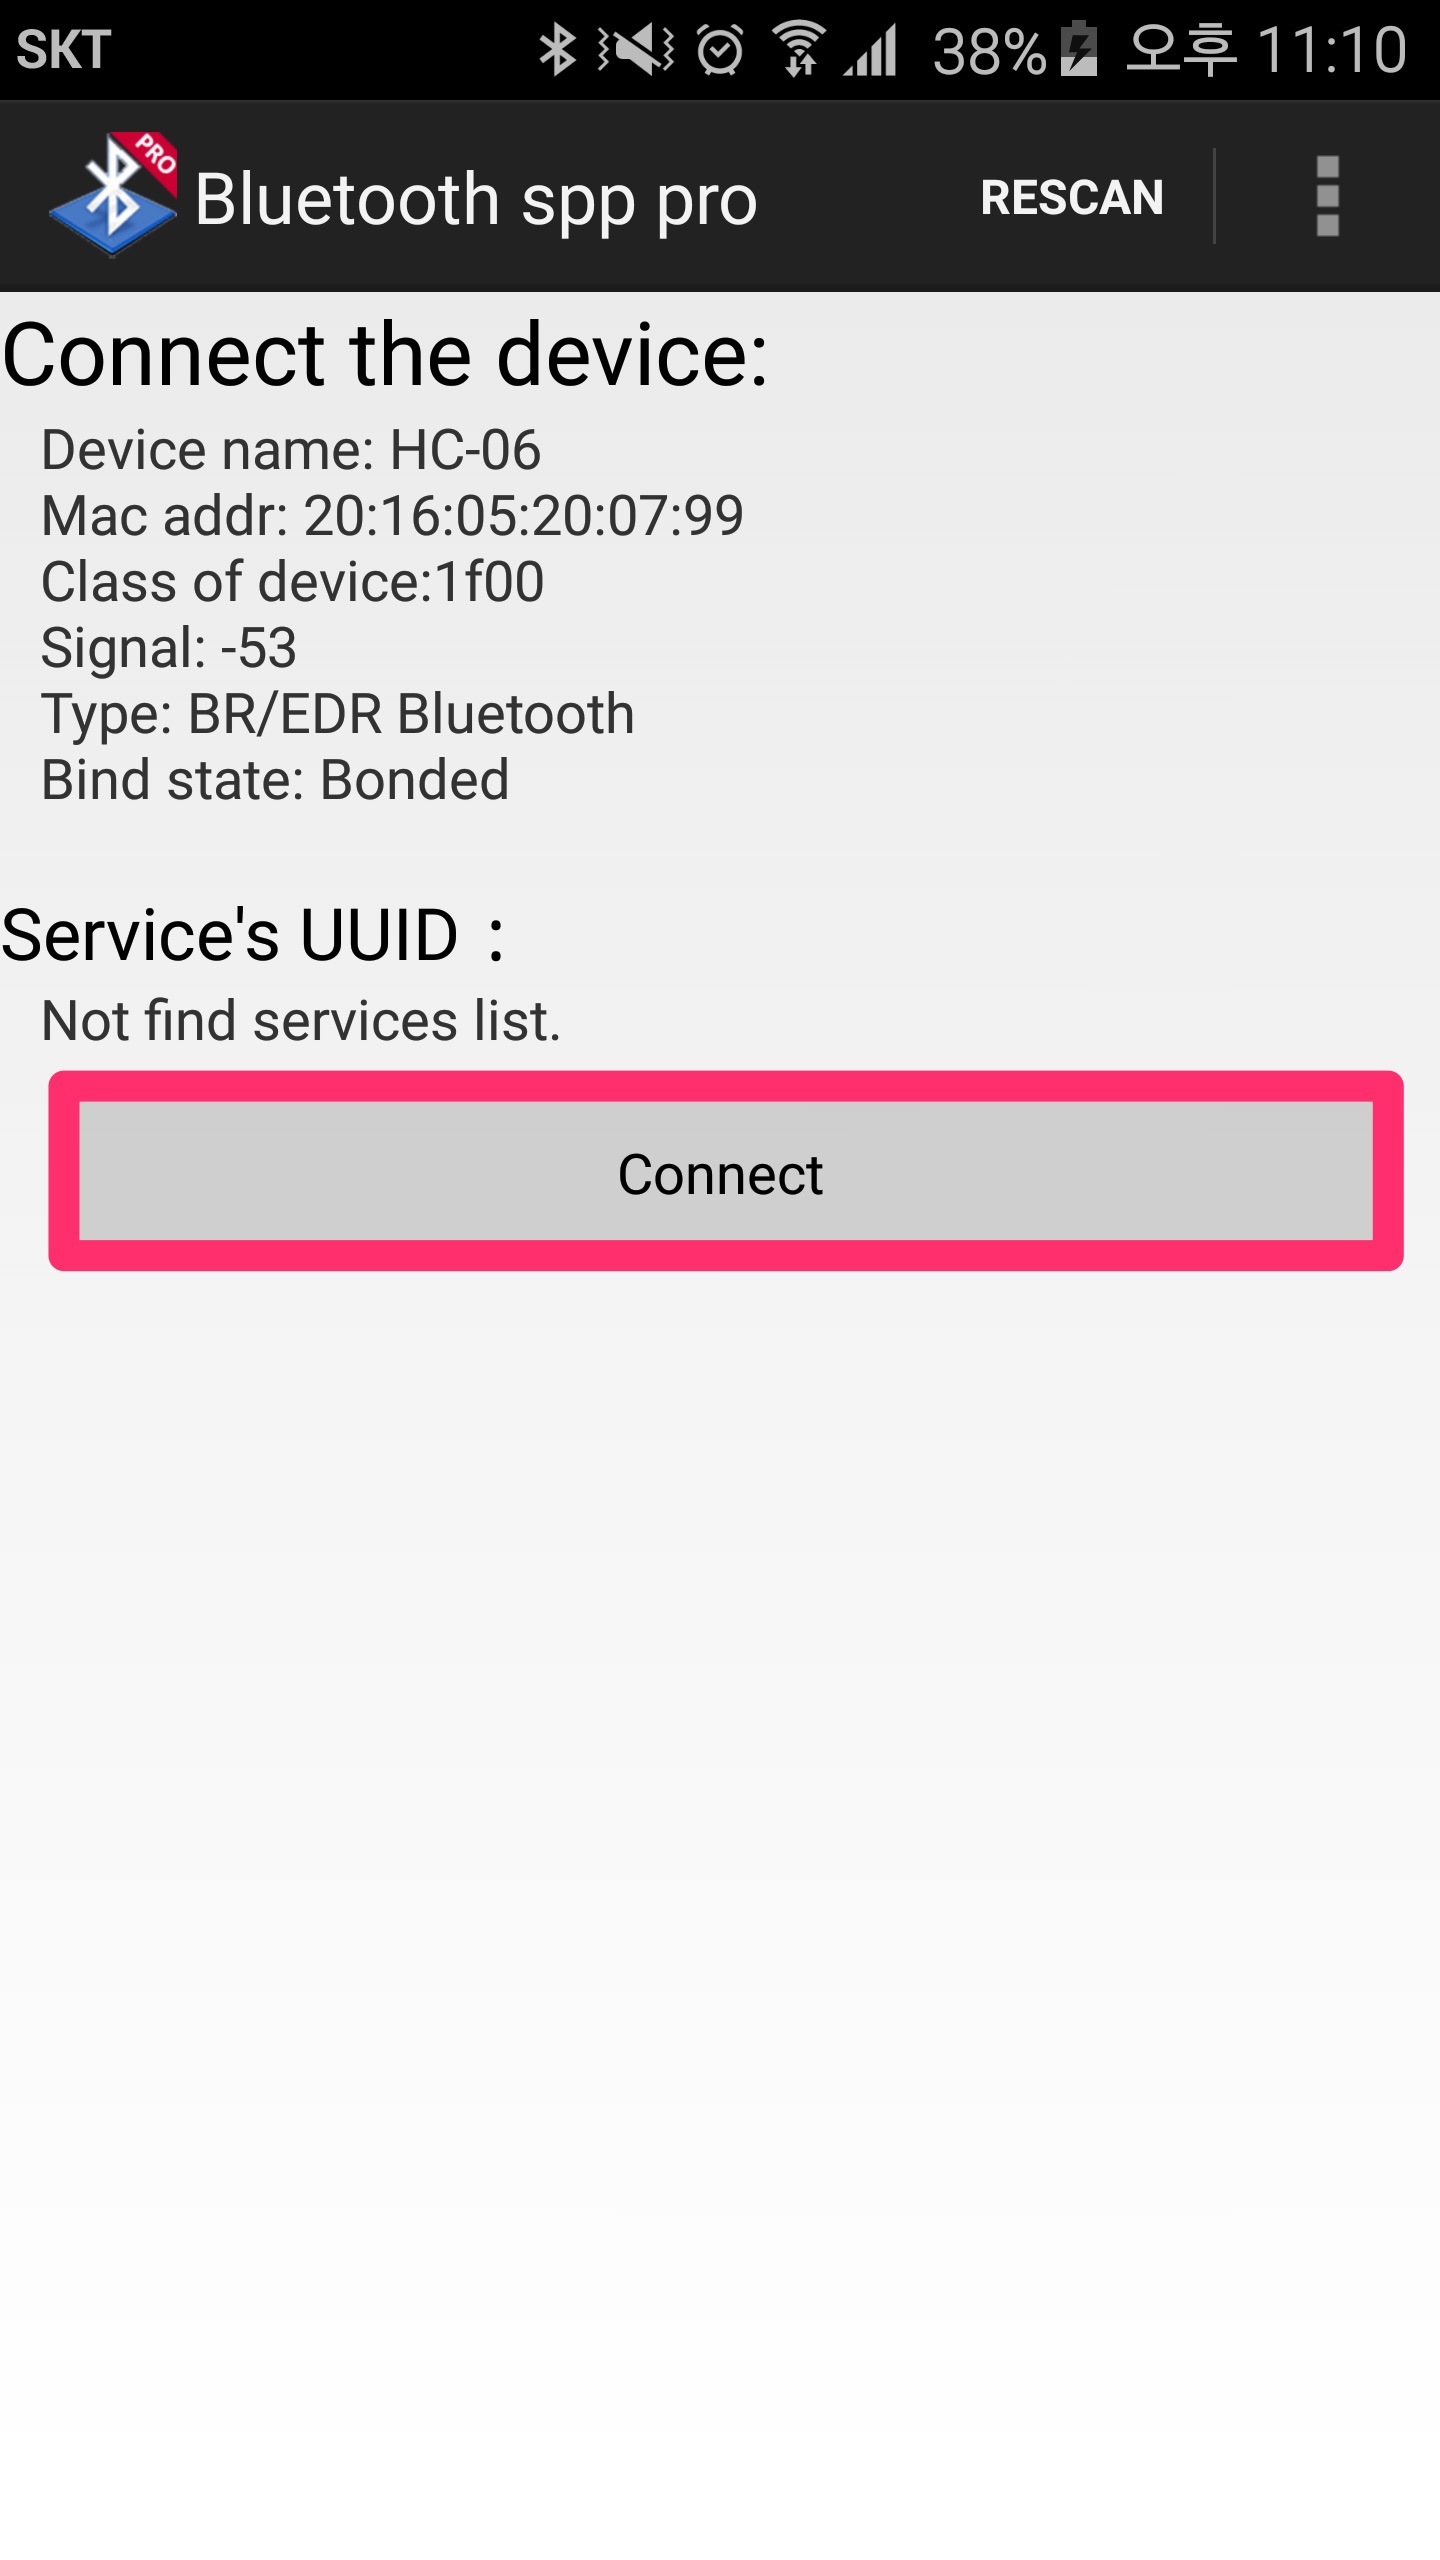 SKT 38% 오후 11:10
PRO Bluetooth spp pro RESCAN
Connect the device:
Device name: HC-06
Mac addr: 20:16:05:20:07:99
Class of device:1f00
Signal: -53
Type: BR/EDR Bluetooth
Bind state: Bonded
Service's UUID：
Not find services list.
Connect